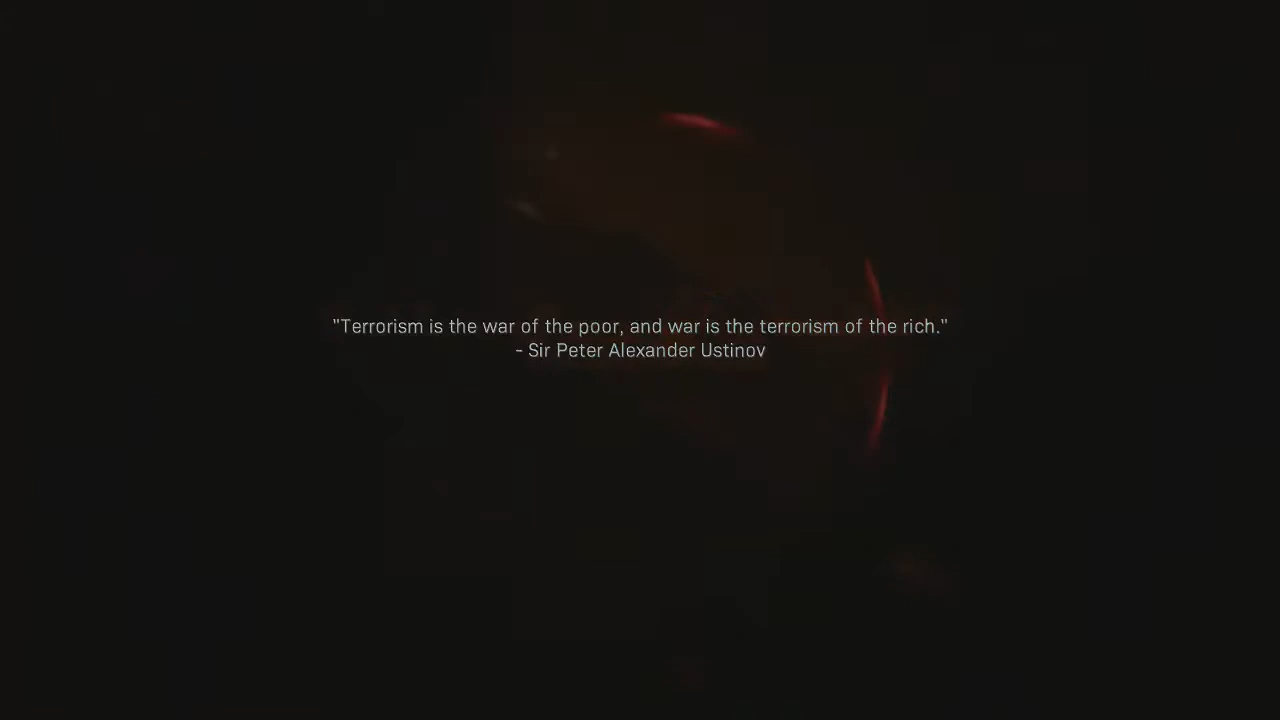 "Terrorism is the war of the poor, and war is the terrorism of the rich."
- Sir Peter Alexander Ustinov